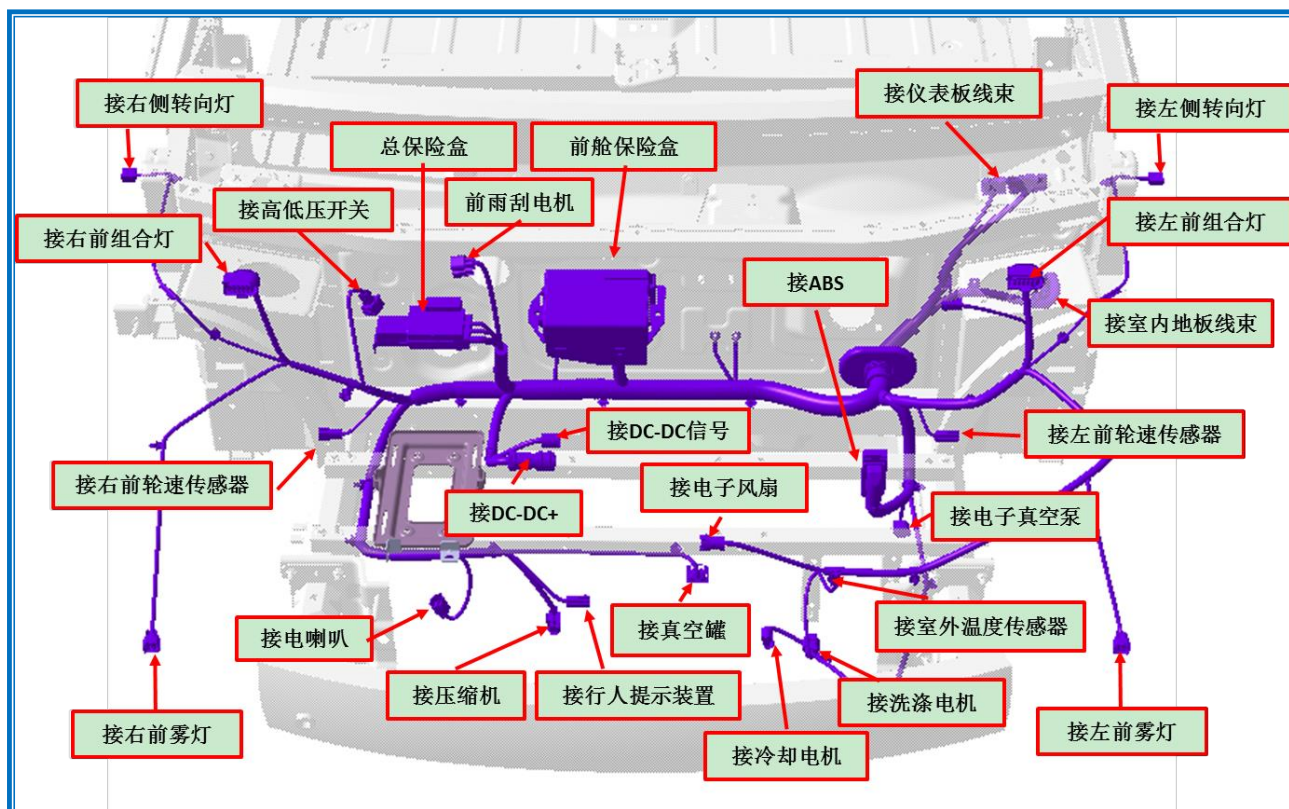 接仪表板线束
接右侧转向灯
接左侧转向灯
总保险盒
前舱保险盒
前雨刮电机
接高低压开关
接右前组合灯
接左前组合灯
接ABS
接室内地板线束
接DC-DC信号
接左前轮速传感器
接右前轮速传感器
接电子风扇
接DC-DC+
接电子真空泵
接电喇叭
接真空罐
接室外温度传感器
接压缩机
接行人提示装置
接洗涤电机
接右前雾灯
接左前雾灯
接冷却电机